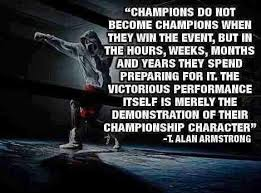 “CHAMPIONS DO NOT
BECOME CHAMPIONS WHEN
THEY WIN THE EVENT, BUT IN
THE HOURS, WEEKS, MONTHS
AND YEARS THEY SPEND
PREPARING FOR IT. THE
VICTORIOUS PERFORMANCE
ITSELF IS MERELY THE
DEMONSTRATION OF THEIR
CHAMPIONSHIP CHARACTER”
-T. ALAN ARMSTRONG